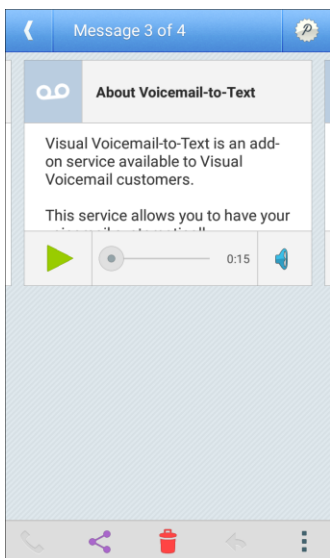 Message 3 of 4
P
About Voicemail-to-Text
Visual Voicemail-to-Text is an add-
on service available to Visual
Voicemail customers.
This service allows you to have your
0:15